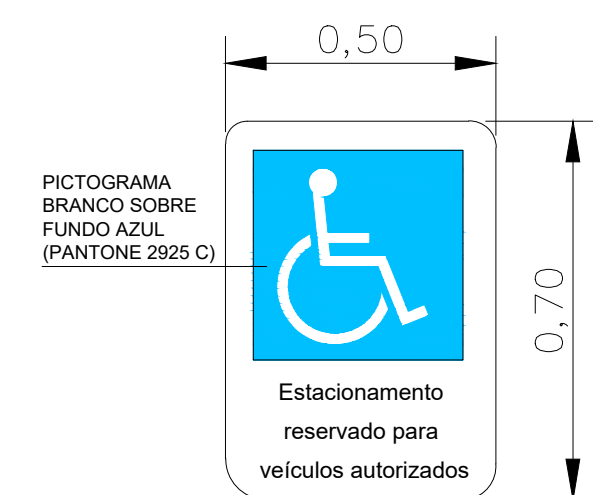 0,50
PICTOGRAMA
BRANCO SOBRE
FUNDO AZUL
(PANTONE 2925 C)
0,70
Estacionamento
reservado para
veículos autorizados